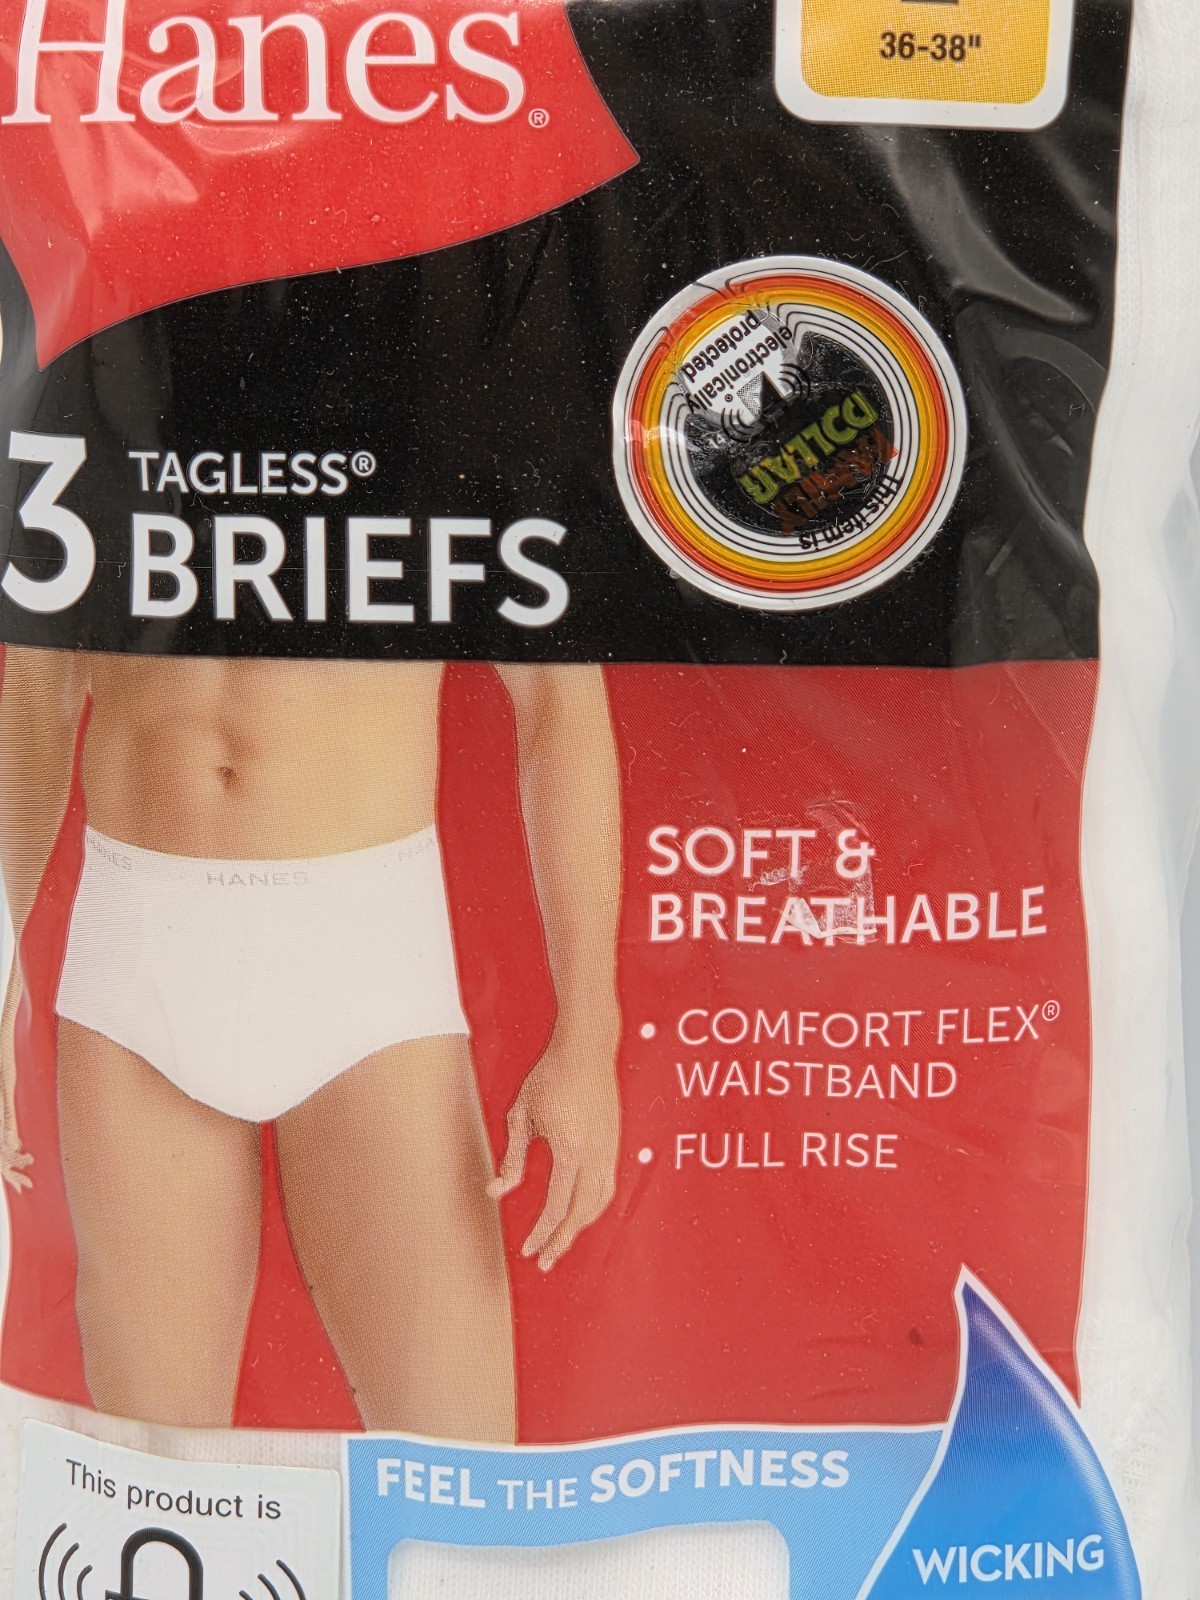 Hanes®
36-38"
electronically®
protected
this item is
FAMILY
DOLLAR
3
TAGLESS®
BRIEFS
HANES
HANES
SOFT &
BREATHABLE
• COMFORT FLEX®
WAISTBAND
• FULL RISE
This product is
FEEL THE SOFTNESS
WICKING